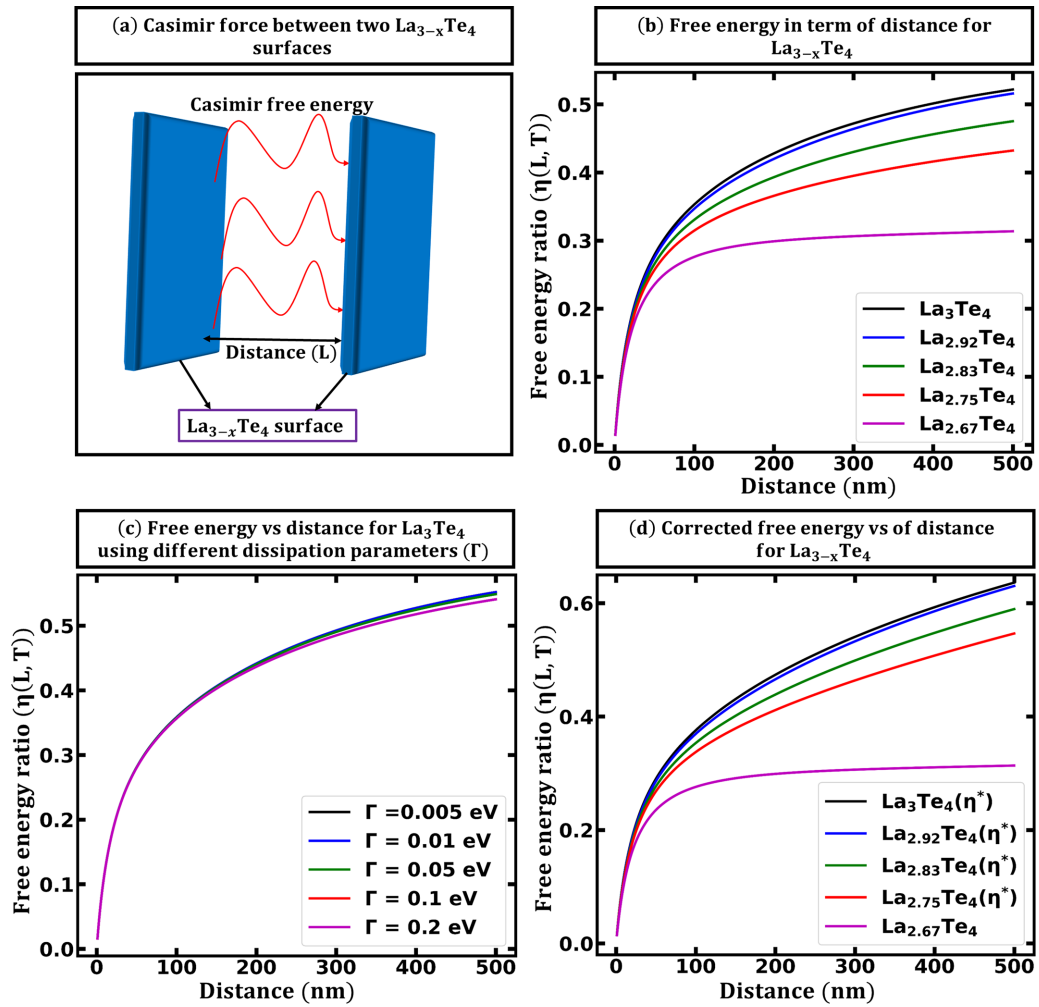 (a) Casimir force between two La₃₋ₓTe₄
surfaces
Casimir free energy
Distance (L)
La₃₋ₓTe₄ surface
(b) Free energy in term of distance for
La₃₋ₓTe₄
Free energy ratio (η(L, T))
0.5
0.4
0.3
0.2
0.1
0.0
La₃Te₄
La₂.₉₂Te₄
La₂.₈₃Te₄
La₂.₇₅Te₄
La₂.₆₇Te₄
0 100 200 300 400 500
Distance (nm)
(c) Free energy vs distance for La₃Te₄
using different dissipation parameters (Γ)
Free energy ratio (η(L, T))
0.5
0.4
0.3
0.2
0.1
0.0
Γ =0.005 eV
Γ = 0.01 eV
Γ = 0.05 eV
Γ = 0.1 eV
Γ = 0.2 eV
0 100 200 300 400 500
Distance (nm)
(d) Corrected free energy vs of distance
for La₃₋ₓTe₄
Free energy ratio (η(L, T))
0.6
0.4
0.2
0.0
La₃Te₄(η*)
La₂.₉₂Te₄(η*)
La₂.₈₃Te₄(η*)
La₂.₇₅Te₄(η*)
La₂.₆₇Te₄
0 100 200 300 400 500
Distance (nm)